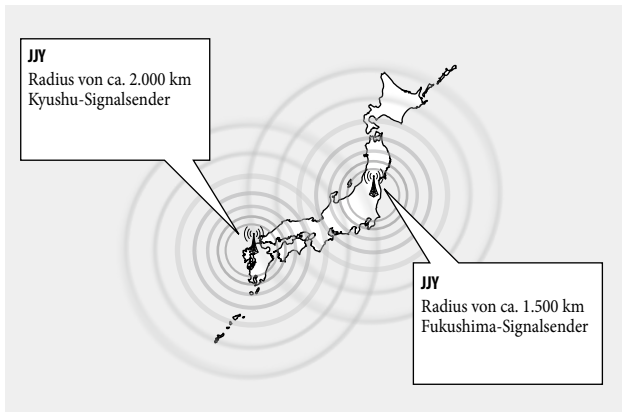 JJY
Radius von ca. 2.000 km
Kyushu-Signalsender
JJY
Radius von ca. 1.500 km
Fukushima-Signalsender